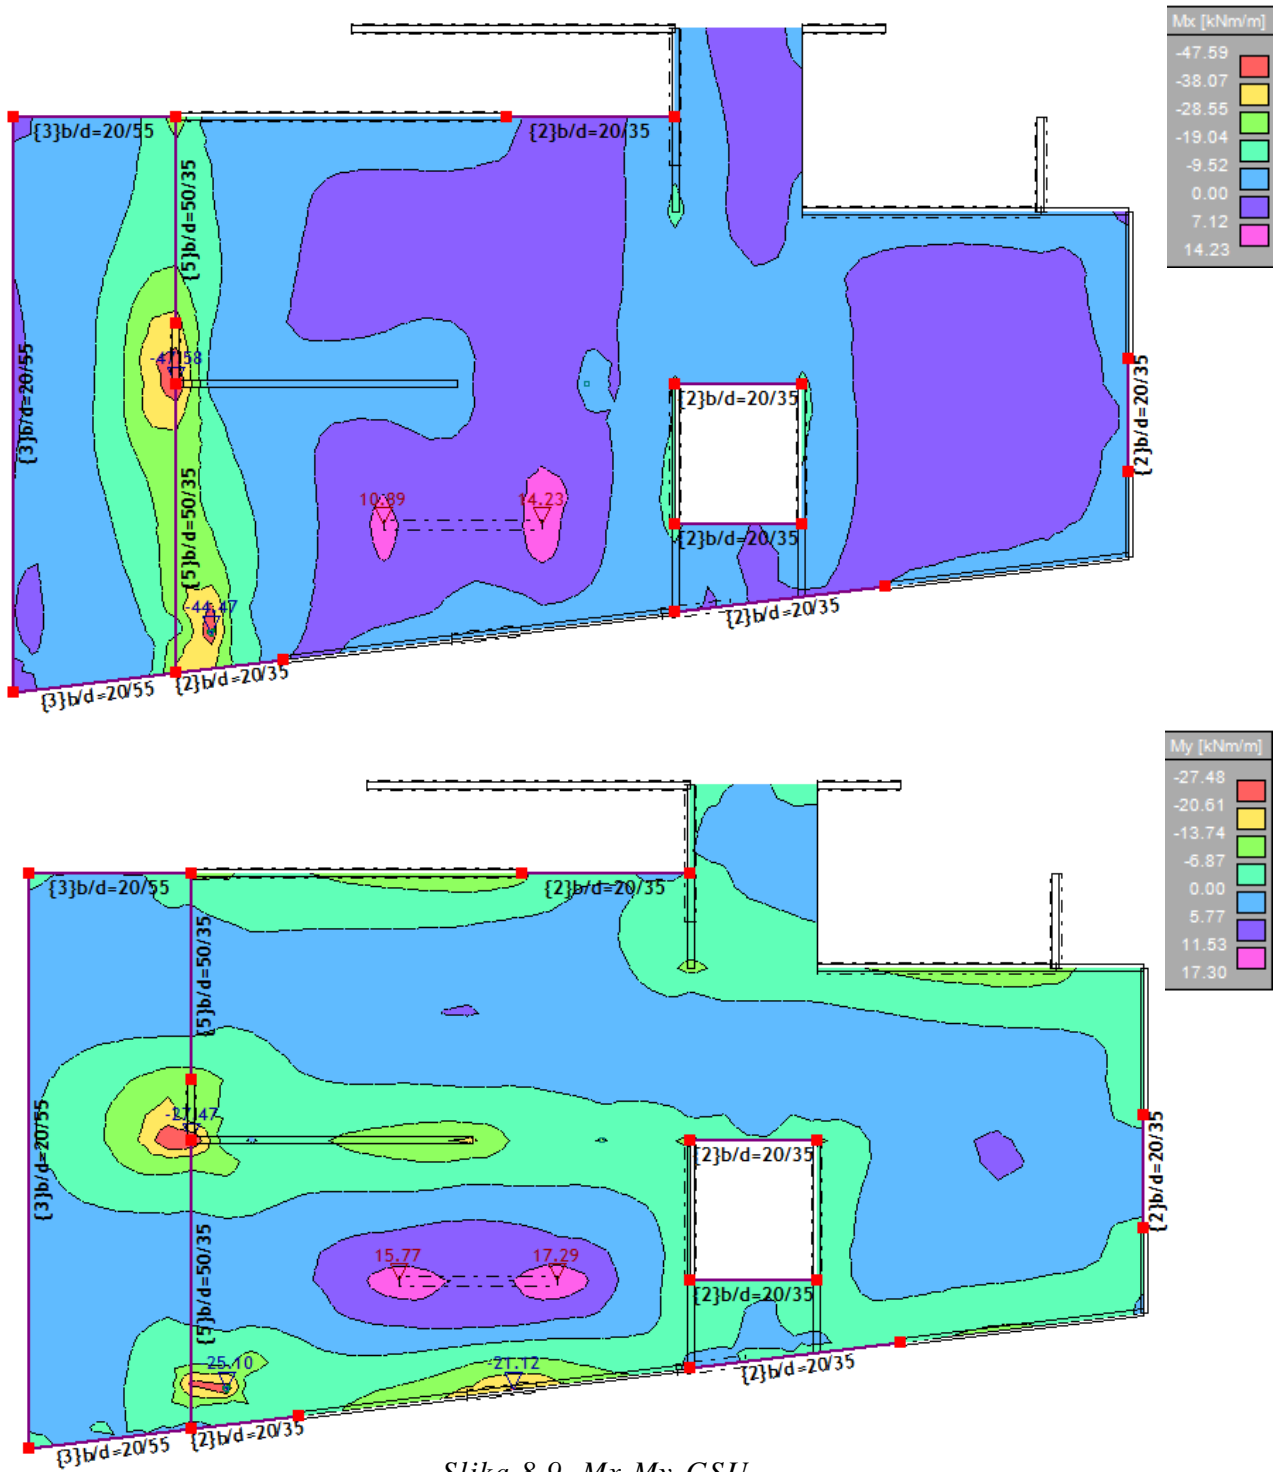 Mx [kNm/m]
-47.59
-38.07
-28.55
-19.04
-9.52
0.00
7.12
14.23
{3}b/d=20/55
{2}b/d=20/35
{5}b/d=50/35
{3}b/d=20/55
-47.58
{2}b/d=20/35
{2}b/d=20/35
{5}b/d=50/35
10.89
14.23
{2}b/d=20/35
-44.47
{2}b/d=20/35
{3}b/d=20/55
{2}b/d=20/35
My [kNm/m]
-27.48
-20.61
-13.74
-6.87
0.00
5.77
11.53
17.30
{3}b/d=20/55
{2}b/d=20/35
{5}b/d=50/35
-27.47
{3}b/d=20/55
{2}b/d=20/35
{2}b/d=20/35
{5}b/d=50/35
15.77
17.29
{2}b/d=20/35
-25.10
-21.12
{2}b/d=20/35
{3}b/d=20/55
{2}b/d=20/35
Slika 8.9. Mx My GSU